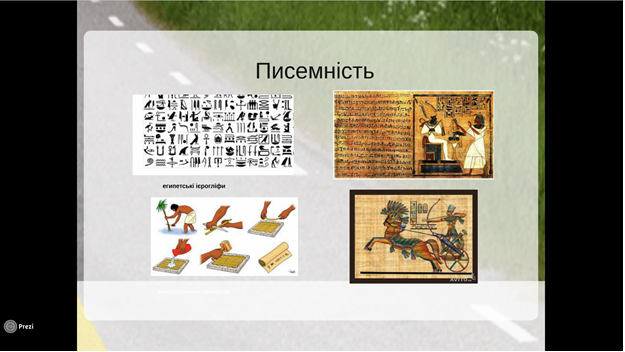 Писемність
єгипетські ієрогліфи
Prezi